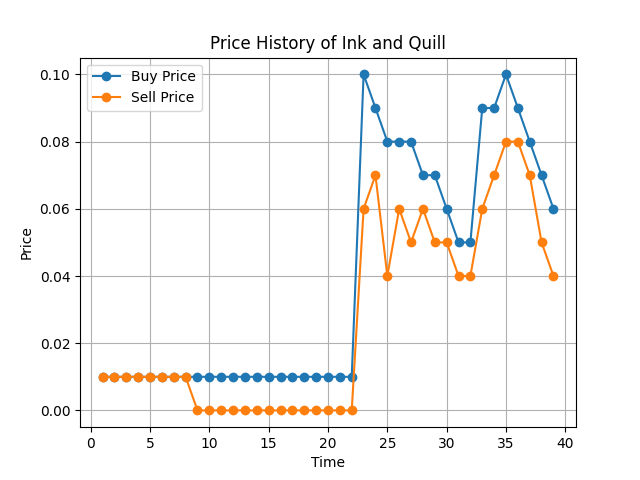 Price History of Ink and Quill
Buy Price
Sell Price
0.10
0.08
0.06
0.04
0.02
0.00
Price
0 5 10 15 20 25 30 35 40
Time